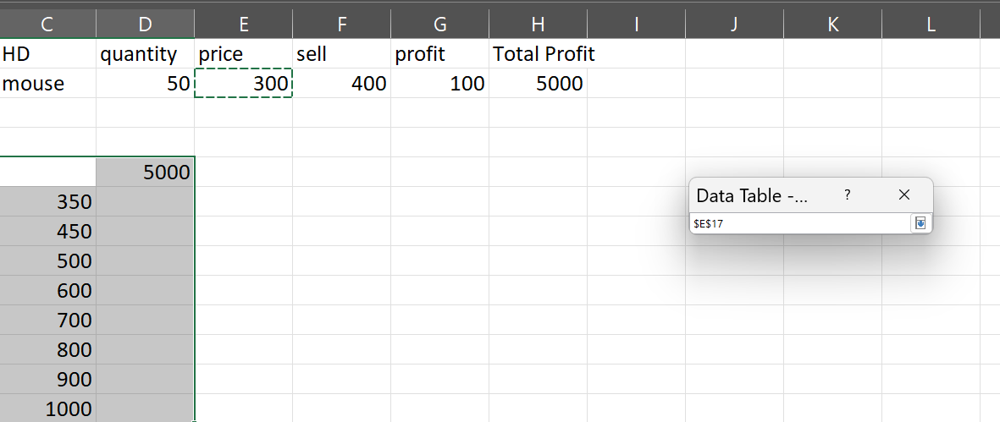 C D E F G H I J K L
HD quantity price sell profit Total Profit
mouse 50 300 400 100 5000
5000
Data Table -... ?
350
$E$17
450
500
600
700
800
900
1000